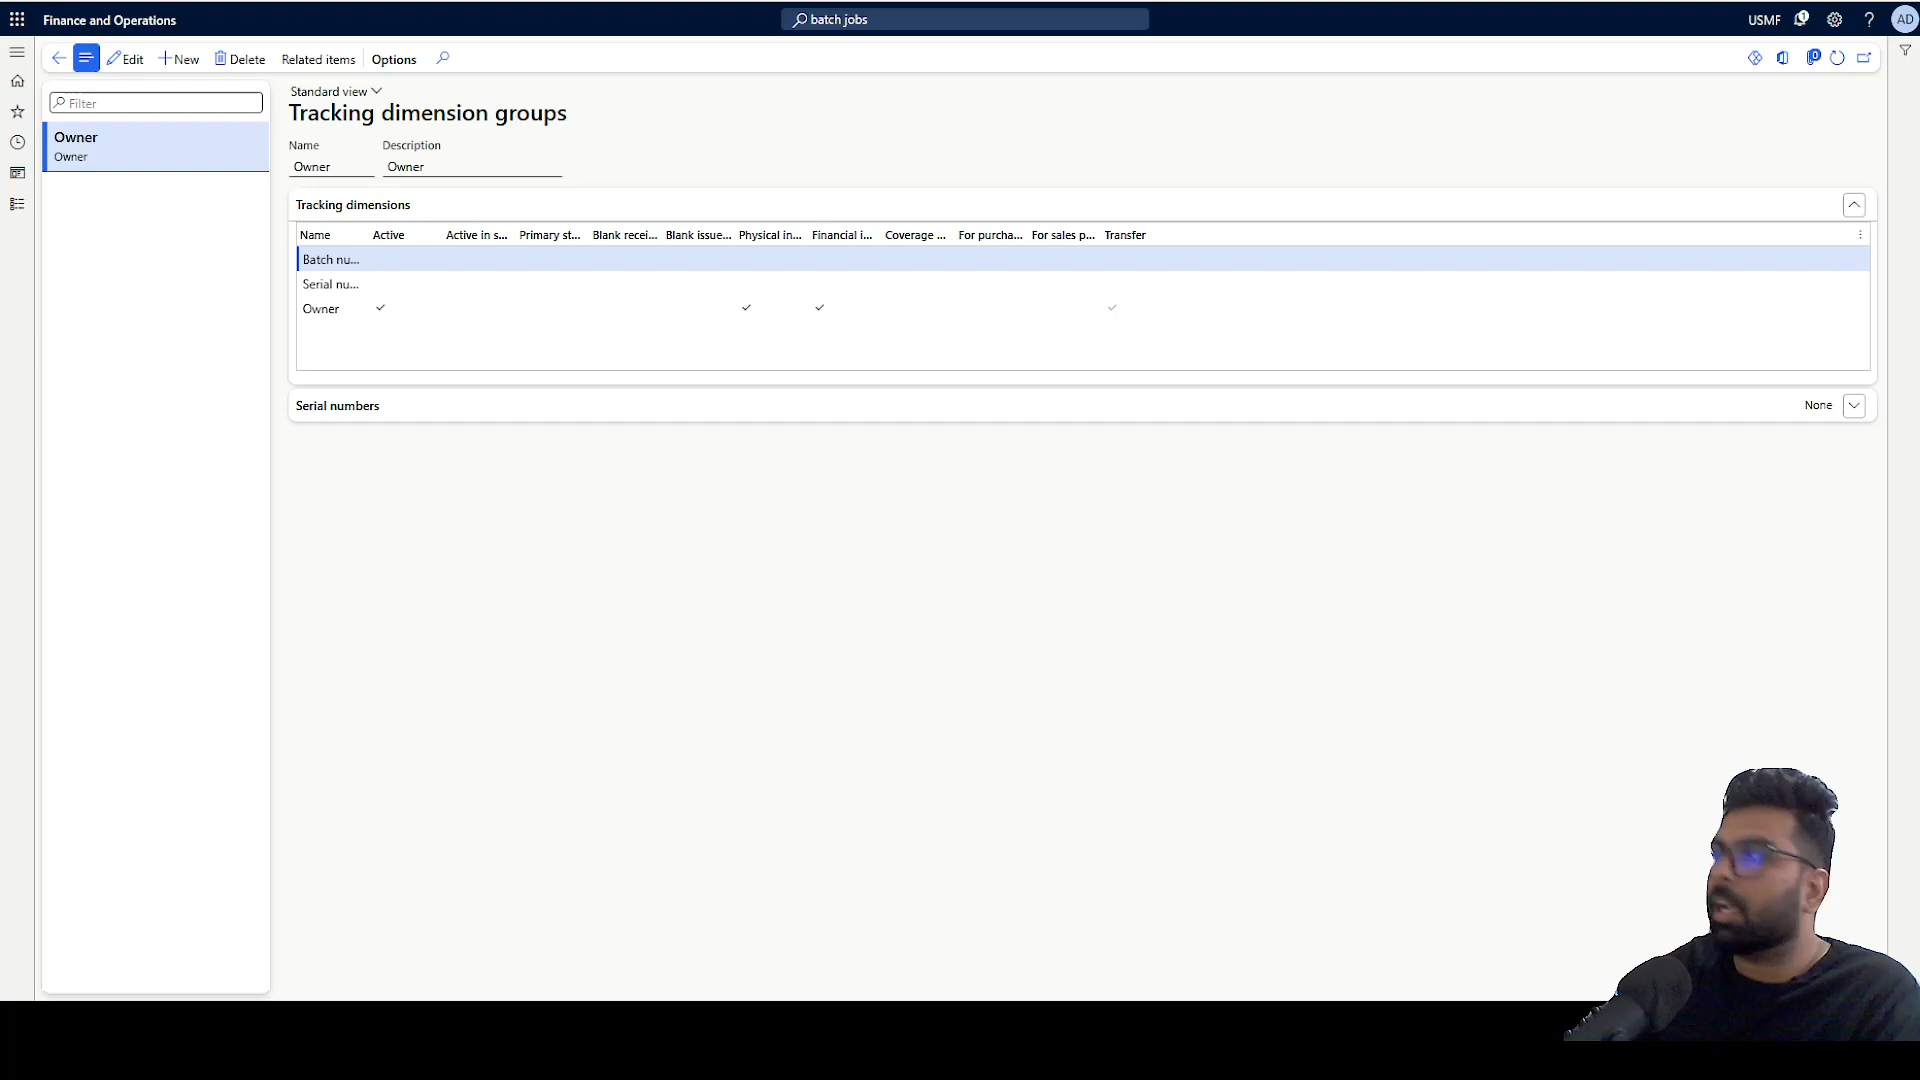 Finance and Operations
batch jobs
USMF
1
?
AD
Edit
New
Delete
Related items
Options
0
Filter
Owner
Owner
Standard view
Tracking dimension groups
Name Description
Owner Owner
Tracking dimensions
Name Active Active in s... Primary st... Blank recei... Blank issue... Physical in... Financial i... Coverage ... For purcha... For sales p... Transfer
Batch nu...
Serial nu...
Owner
Serial numbers
None